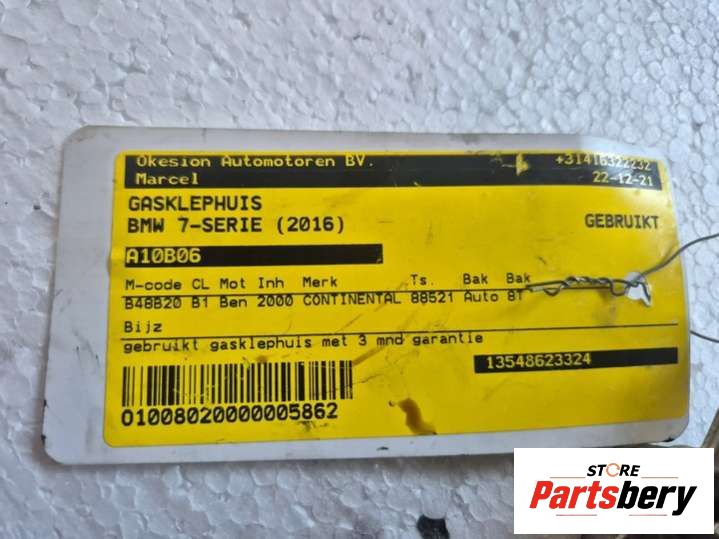 Okesion Automotoren BV. +31416322232
Marcel 22-12-21
GASKLEPHUIS
BMW 7-SERIE (2016) GEBRUIKT
A10B06
M-code CL Mot Inh Merk Ts. Bak Bak
B48B20 B1 Ben 2000 CONTINENTAL 88521 Auto 8T
Bijz
gebruikt gasklephuis met 3 mnd garantie
13548623324
01008020000005862
STORE
Partsbery